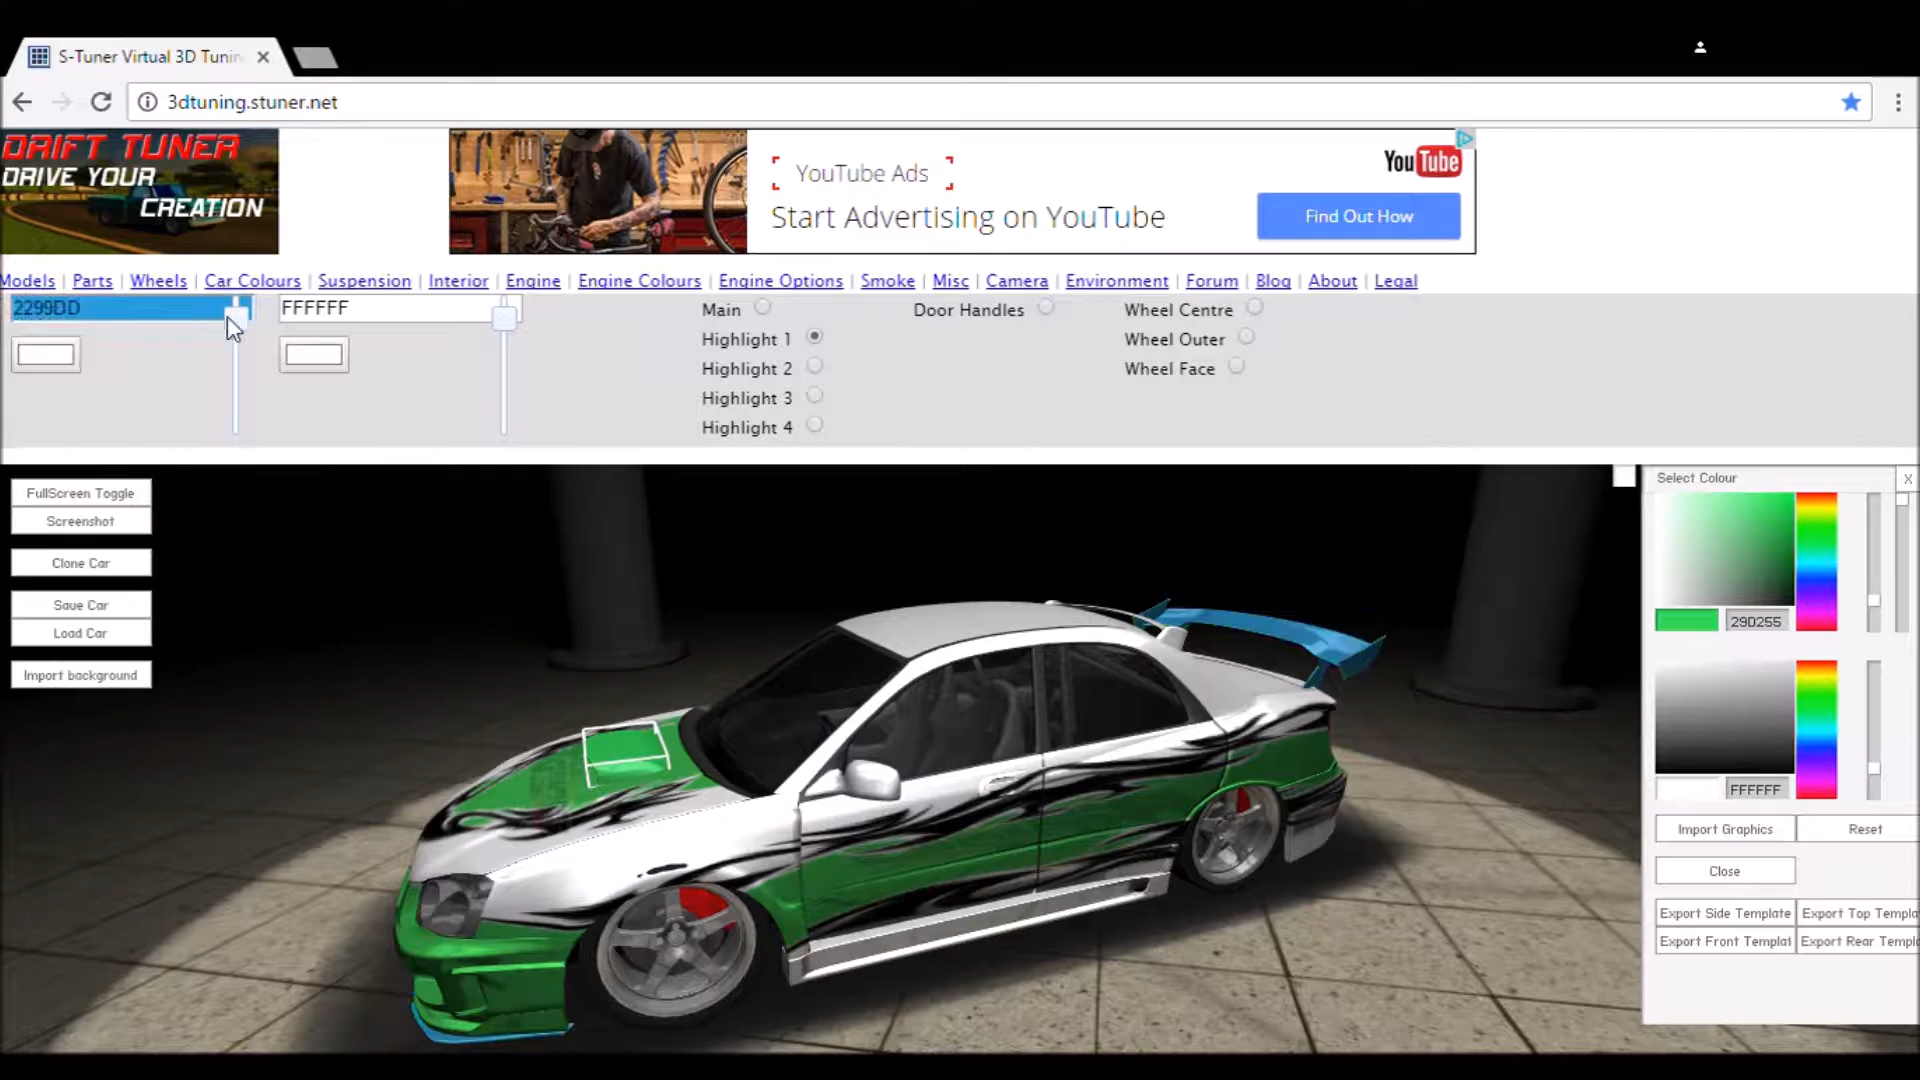 S-Tuner Virtual 3D Tunin
3dtuning.stuner.net
DRIFT TUNER
DRIVE YOUR
CREATION
YouTube Ads
Start Advertising on YouTube
YouTube
Find Out How
Models | Parts | Wheels | Car Colours | Suspension | Interior | Engine | Engine Colours | Engine Options | Smoke | Misc | Camera | Environment | Forum | Blog | About | Legal
2299DD
FFFFFF
Main
Highlight 1
Highlight 2
Highlight 3
Highlight 4
Door Handles
Wheel Centre
Wheel Outer
Wheel Face
FullScreen Toggle
Screenshot
Clone Car
Save Car
Load Car
Import background
Select Colour
X
29D255
FFFFFF
Import Graphics
Reset
Close
Export Side Template
Export Top Templa
Export Front Templat
Export Rear Templa